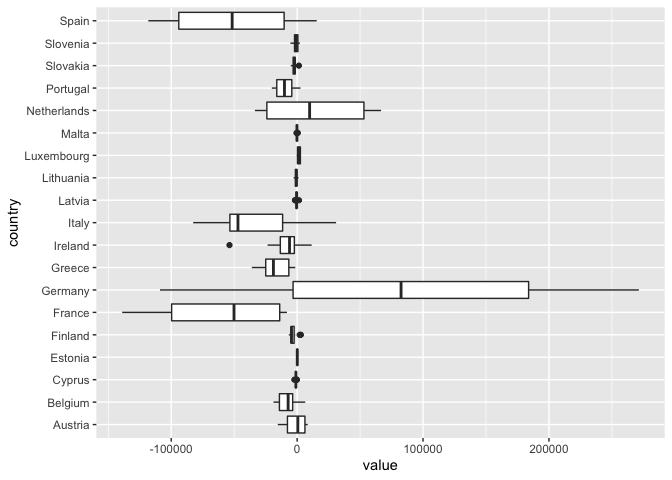 Spain
Slovenia
Slovakia
Portugal
Netherlands
Malta
Luxembourg
Lithuania
Latvia
Italy
Ireland
Greece
Germany
France
Finland
Estonia
Cyprus
Belgium
Austria
country
-100000 0 100000 200000
value